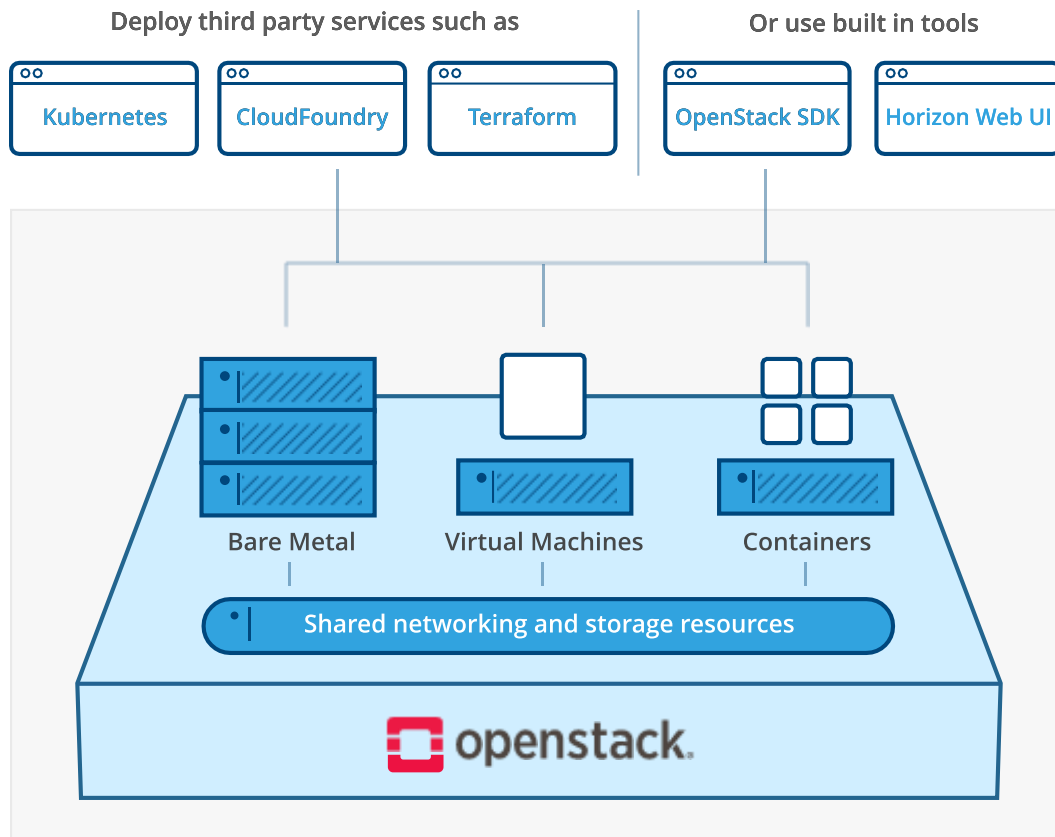 Deploy third party services such as
Or use built in tools
Kubernetes
CloudFoundry
Terraform
OpenStack SDK
Horizon Web UI
Bare Metal
Virtual Machines
Containers
Shared networking and storage resources
openstack.